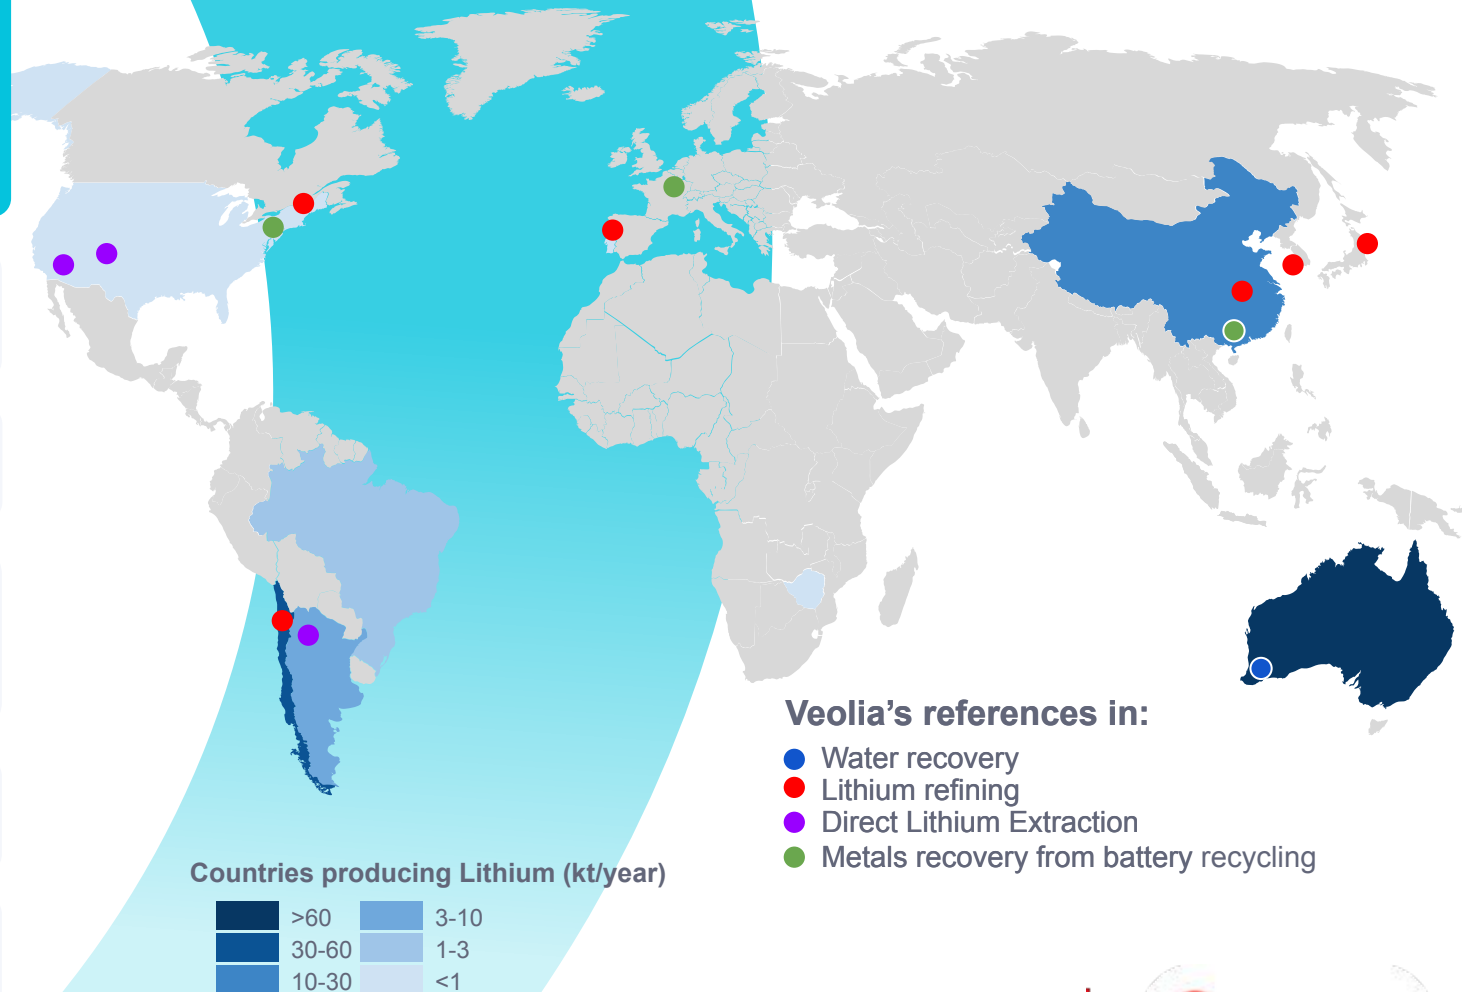 Veolia’s references in:
Water recovery
Lithium refining
Direct Lithium Extraction
Metals recovery from battery recycling
Countries producing Lithium (kt/year)
>60 3-10
30-60 1-3
10-30 <1